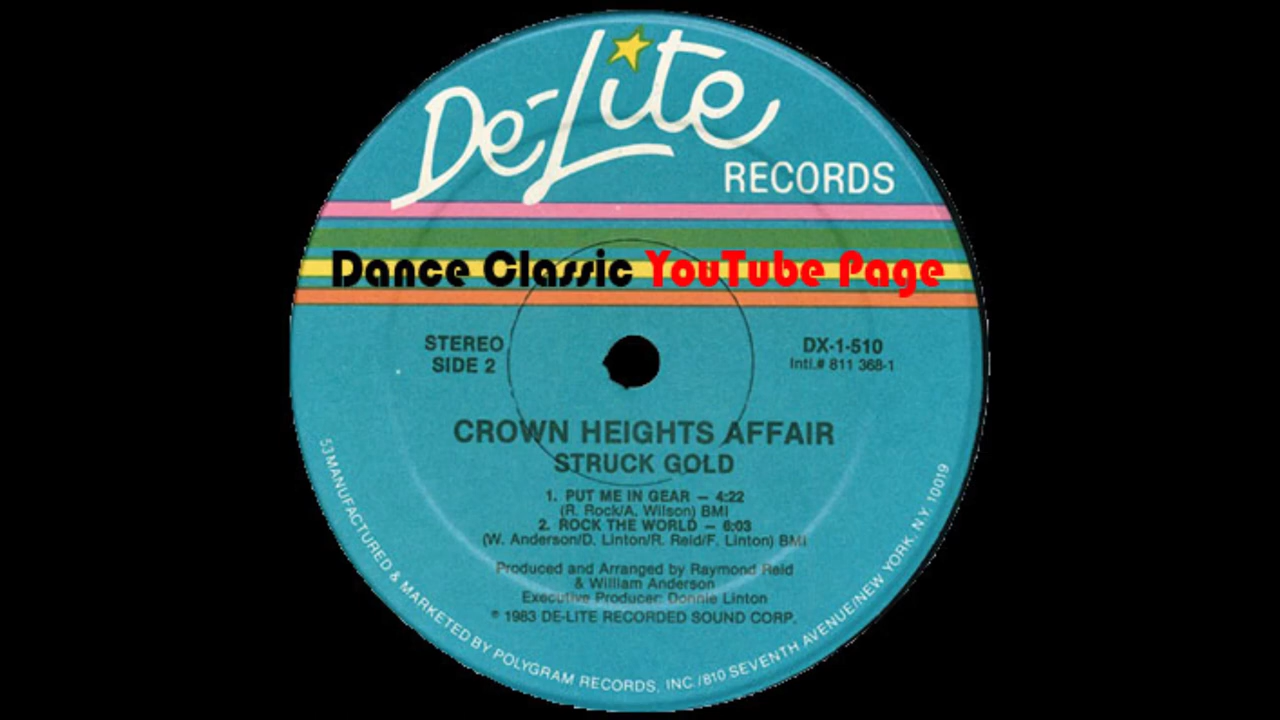 De-Lite
RECORDS
Dance Classic YouTube Page
STEREO
SIDE 2
DX-1-510
Intl.# 811 368-1
CROWN HEIGHTS AFFAIR
STRUCK GOLD
1. PUT ME IN GEAR — 4:22
(R. Rock/A. Wilson) BMI
2. ROCK THE WORLD — 6:03
(W. Anderson/D. Linton/R. Reid/F. Linton) BMI
Produced and Arranged by Raymond Reid
& William Anderson
Executive Producer: Donnie Linton
℗ 1983 DE-LITE RECORDED SOUND CORP.
53 MANUFACTURED & MARKETED BY POLYGRAM RECORDS, INC./810 SEVENTH AVENUE/NEW YORK, N.Y. 10019